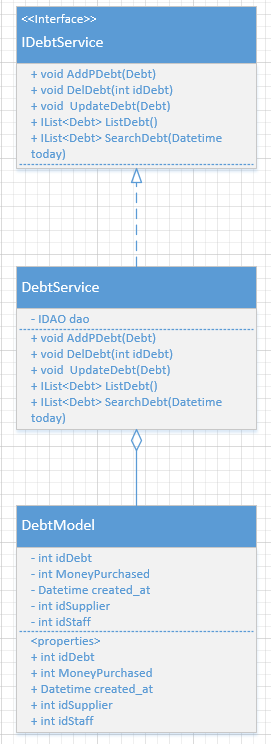 <<Interface>>
IDebtService
+ void AddPDebt(Debt)
+ void DelDebt(int idDebt)
+ void  UpdateDebt(Debt)
+ IList<Debt> ListDebt()
+ IList<Debt> SearchDebt(Datetime
today)
DebtService
- IDAO dao
+ void AddPDebt(Debt)
+ void DelDebt(int idDebt)
+ void  UpdateDebt(Debt)
+ IList<Debt> ListDebt()
+ IList<Debt> SearchDebt(Datetime
today)
DebtModel
- int idDebt
- int MoneyPurchased
- Datetime created_at
- int idSupplier
- int idStaff
<properties>
+ int idDebt
+ int MoneyPurchased
+ Datetime created_at
+ int idSupplier
+ int idStaff